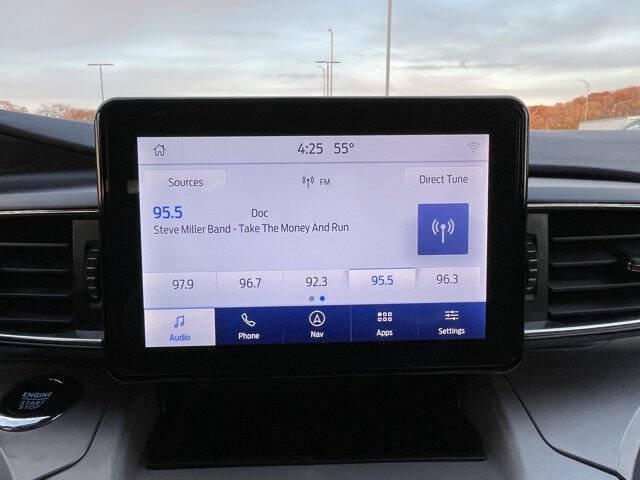 4:25 55°
Sources
FM
Direct Tune
95.5 Doc
Steve Miller Band - Take The Money And Run
97.9 96.7 92.3 95.5 96.3
Audio Phone Nav Apps Settings
ENGINE
START
STOP